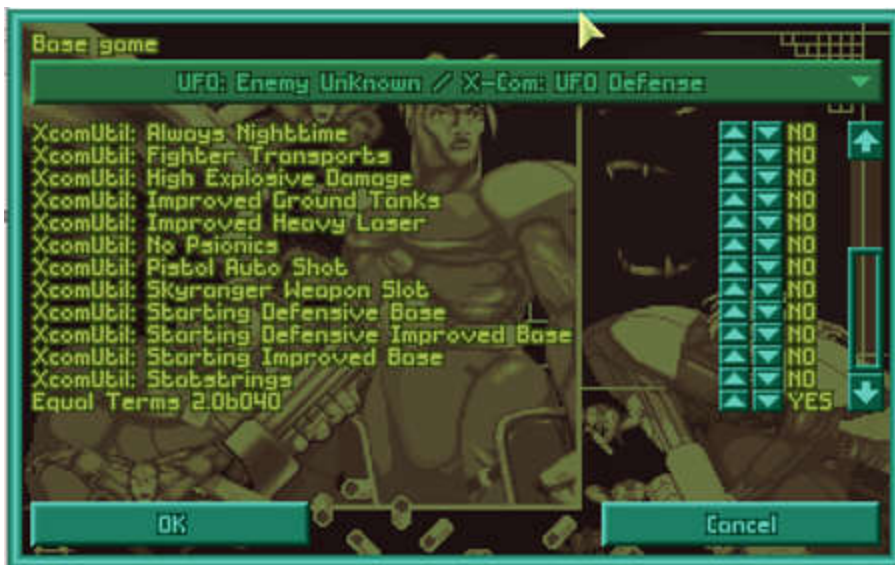 Base game
UFO: Enemy Unknown / X-Com: UFO Defense
XcomUtil: Always Nighttime NO
XcomUtil: Fighter Transports NO
XcomUtil: High Explosive Damage NO
XcomUtil: Improved Ground Tanks NO
XcomUtil: Improved Heavy Laser NO
XcomUtil: No Psionics NO
XcomUtil: Pistol Auto Shot NO
XcomUtil: Skyranger Weapon Slot NO
XcomUtil: Starting Defensive Base NO
XcomUtil: Starting Defensive Improved Base NO
XcomUtil: Starting Improved Base NO
XcomUtil: Statstrings NO
Equal Terms 2.0b040 YES
OK Cancel